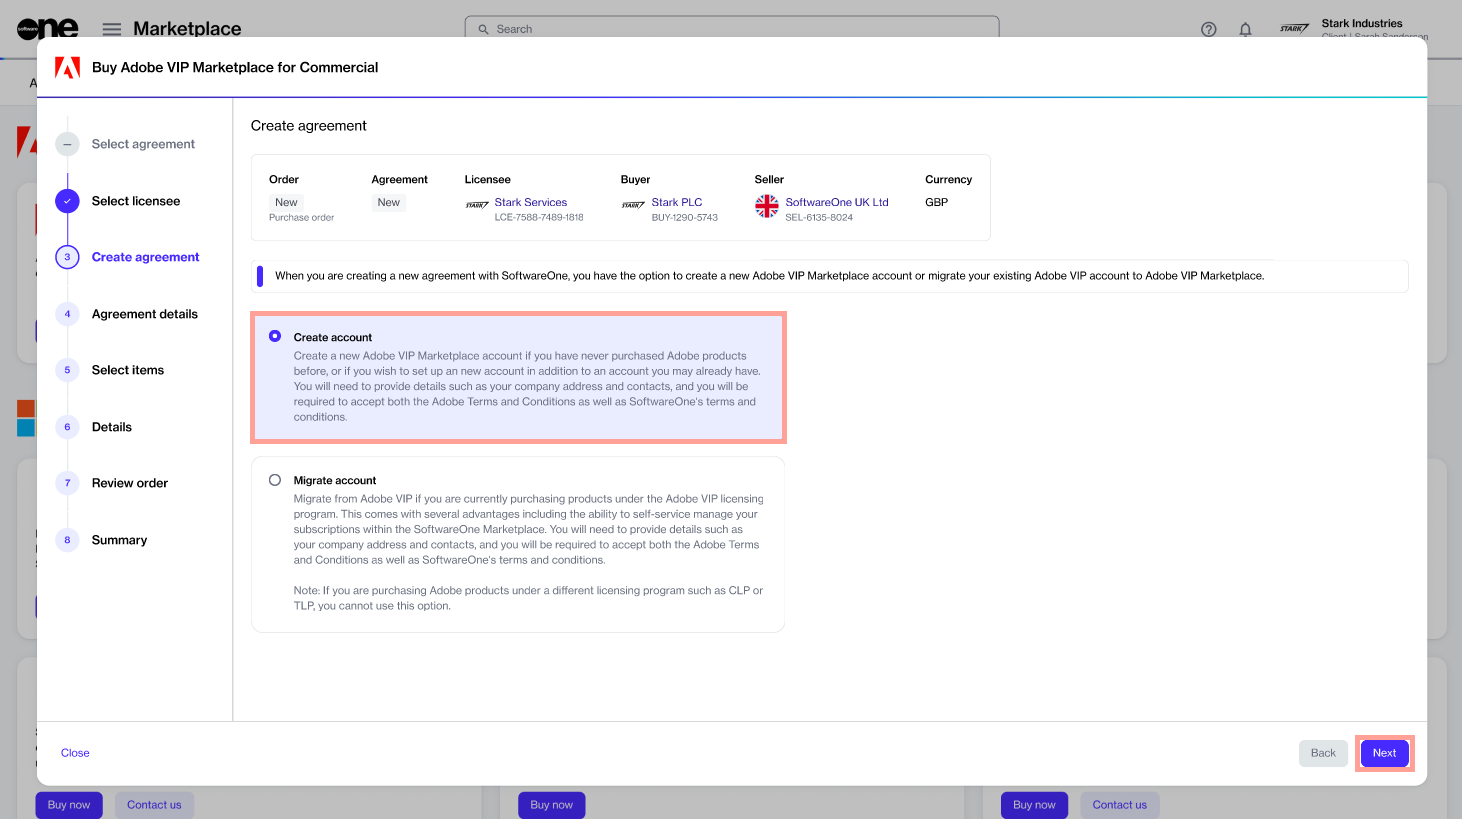 software one
Marketplace
Search
Stark Industries
Client | Sarah Sanderson
STARK
Buy Adobe VIP Marketplace for Commercial
A
Select agreement
Select licensee
3 Create agreement
4 Agreement details
5 Select items
6 Details
7 Review order
8 Summary
Create agreement
Order Agreement Licensee Buyer Seller Currency
New New STARK Stark Services STARK Stark PLC SoftwareOne UK Ltd GBP
Purchase order LCE-7588-7489-1818 BUY-1290-5743 SEL-6135-8024
When you are creating a new agreement with SoftwareOne, you have the option to create a new Adobe VIP Marketplace account or migrate your existing Adobe VIP account to Adobe VIP Marketplace.
Create account
Create a new Adobe VIP Marketplace account if you have never purchased Adobe products
before, or if you wish to set up an new account in addition to an account you may already have.
You will need to provide details such as your company address and contacts, and you will be
required to accept both the Adobe Terms and Conditions as well as SoftwareOne's terms and
conditions.
Migrate account
Migrate from Adobe VIP if you are currently purchasing products under the Adobe VIP licensing
program. This comes with several advantages including the ability to self-service manage your
subscriptions within the SoftwareOne Marketplace. You will need to provide details such as
your company address and contacts, and you will be required to accept both the Adobe Terms
and Conditions as well as SoftwareOne's terms and conditions.
Note: If you are purchasing Adobe products under a different licensing program such as CLP or
TLP, you cannot use this option.
Close
Back Next
Buy now Contact us Buy now Buy now Contact us